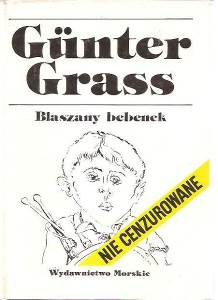 Günter
Grass
Blaszany bebenek
NIE CENZUROWANE
Wydawnictwo Morskie